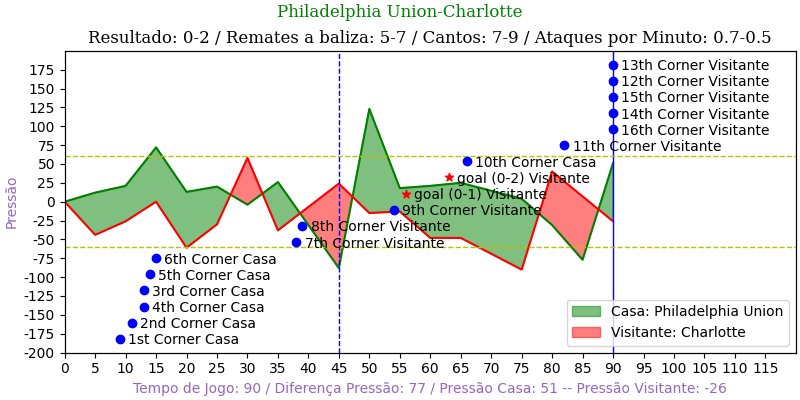 Philadelphia Union-Charlotte
Resultado: 0-2 / Remates a baliza: 5-7 / Cantos: 7-9 / Ataques por Minuto: 0.7-0.5
Pressão
175
150
125
100
75
50
25
0
-25
-50
-75
-100
-125
-150
-175
-200
13th Corner Visitante
12th Corner Visitante
15th Corner Visitante
14th Corner Visitante
16th Corner Visitante
11th Corner Visitante
10th Corner Casa
goal (0-2) Visitante
goal (0-1) Visitante
9th Corner Visitante
8th Corner Visitante
7th Corner Visitante
6th Corner Casa
5th Corner Casa
3rd Corner Casa
4th Corner Casa
2nd Corner Casa
1st Corner Casa
Casa: Philadelphia Union
Visitante: Charlotte
0 5 10 15 20 25 30 35 40 45 50 55 60 65 70 75 80 85 90 95 100 105 110 115
Tempo de Jogo: 90 / Diferença Pressão: 77 / Pressão Casa: 51 -- Pressão Visitante: -26